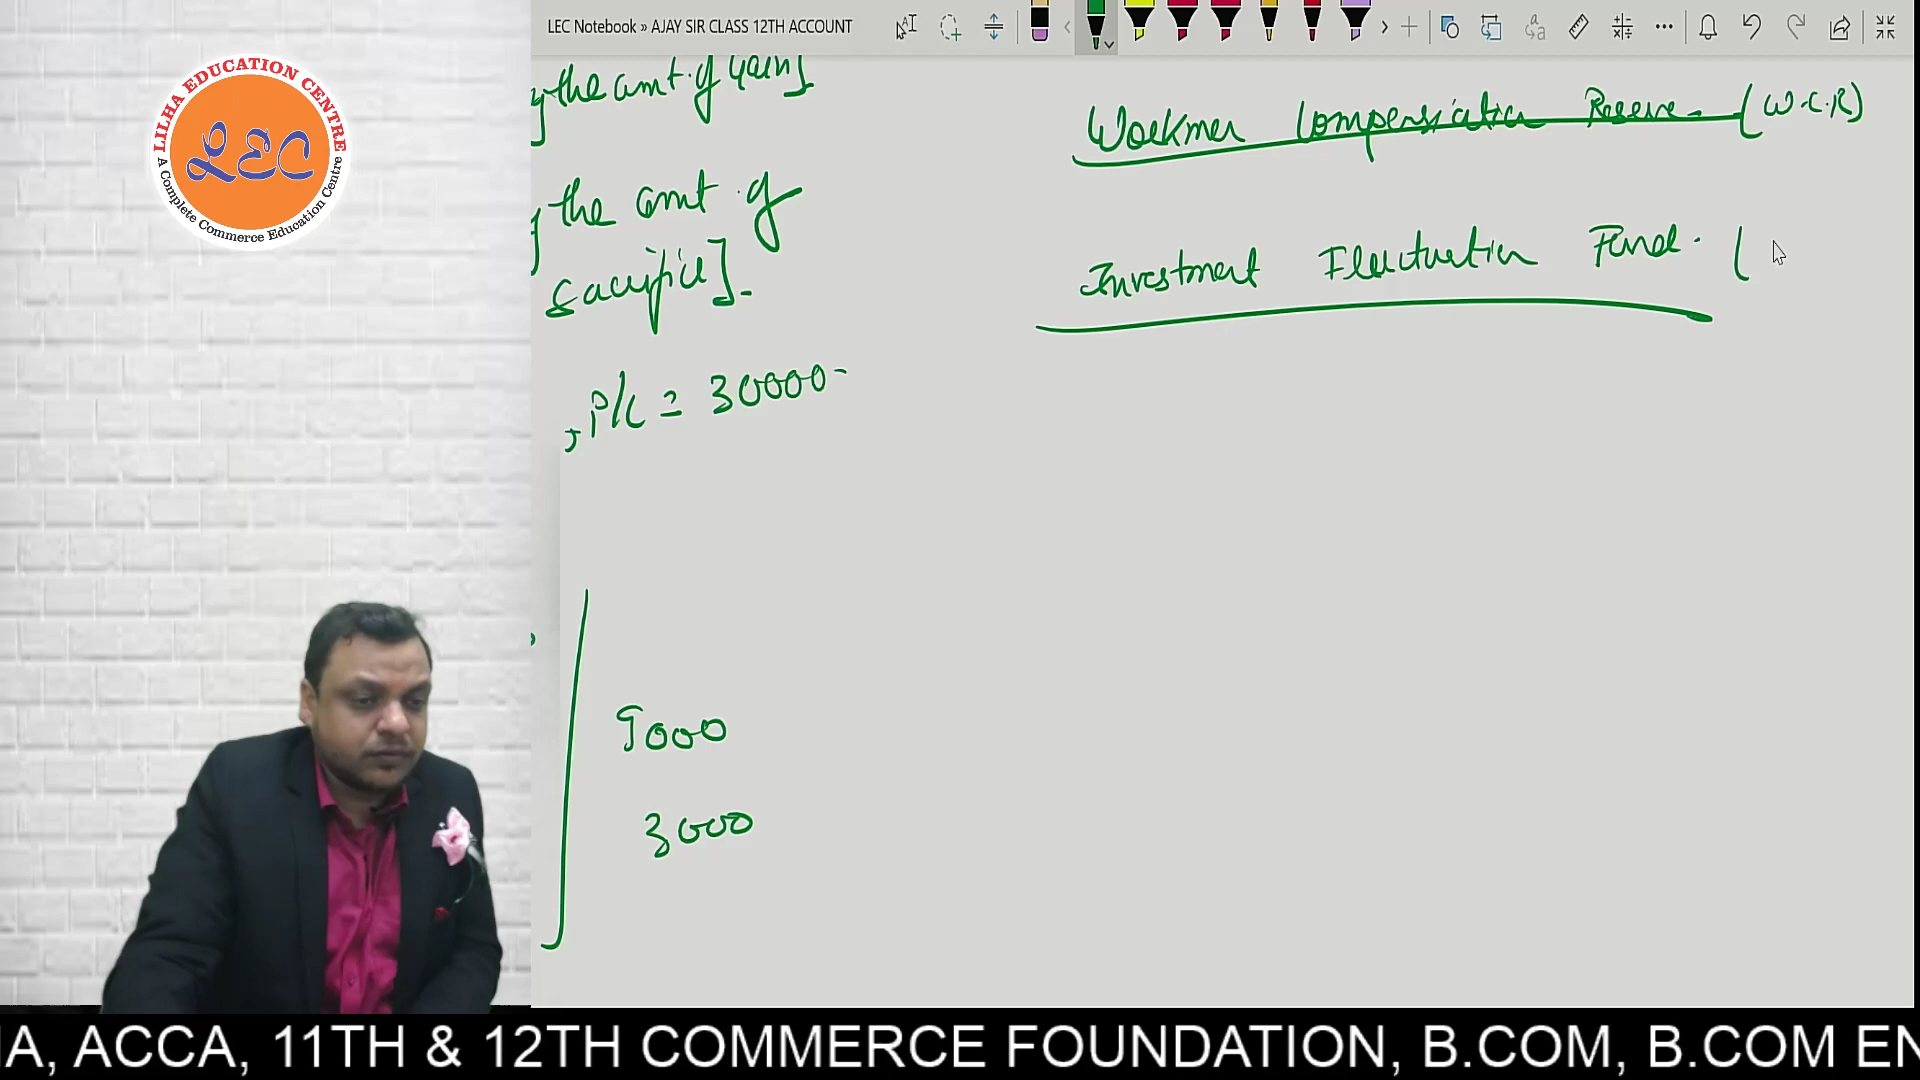 LILHA EDUCATION CENTRE
LEC
A Complete Commerce Education Centre
LEC Notebook » AJAY SIR CLASS 12TH ACCOUNT
the amt. of Gain].
the amt. of
sacrifice].
P/L = 30000
9000
3000
Workmen Compensation Reserve - (W.C.R)
Investment Fluctuation Fund. (
IA, ACCA, 11TH & 12TH COMMERCE FOUNDATION, B.COM, B.COM EN